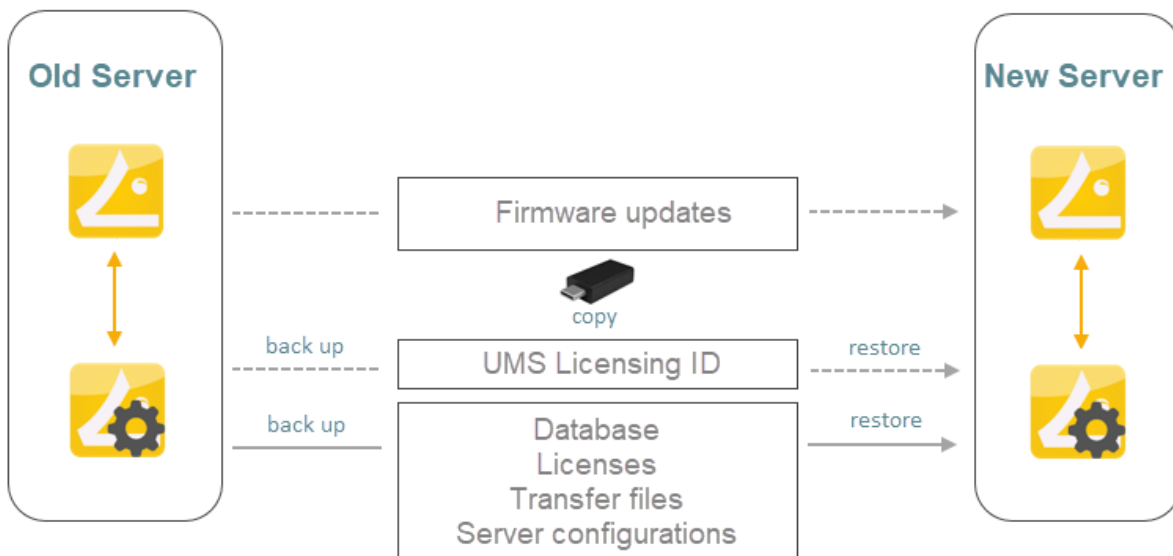 Old Server
New Server
Firmware updates
copy
back up
UMS Licensing ID
restore
back up
Database
Licenses
Transfer files
Server configurations
restore